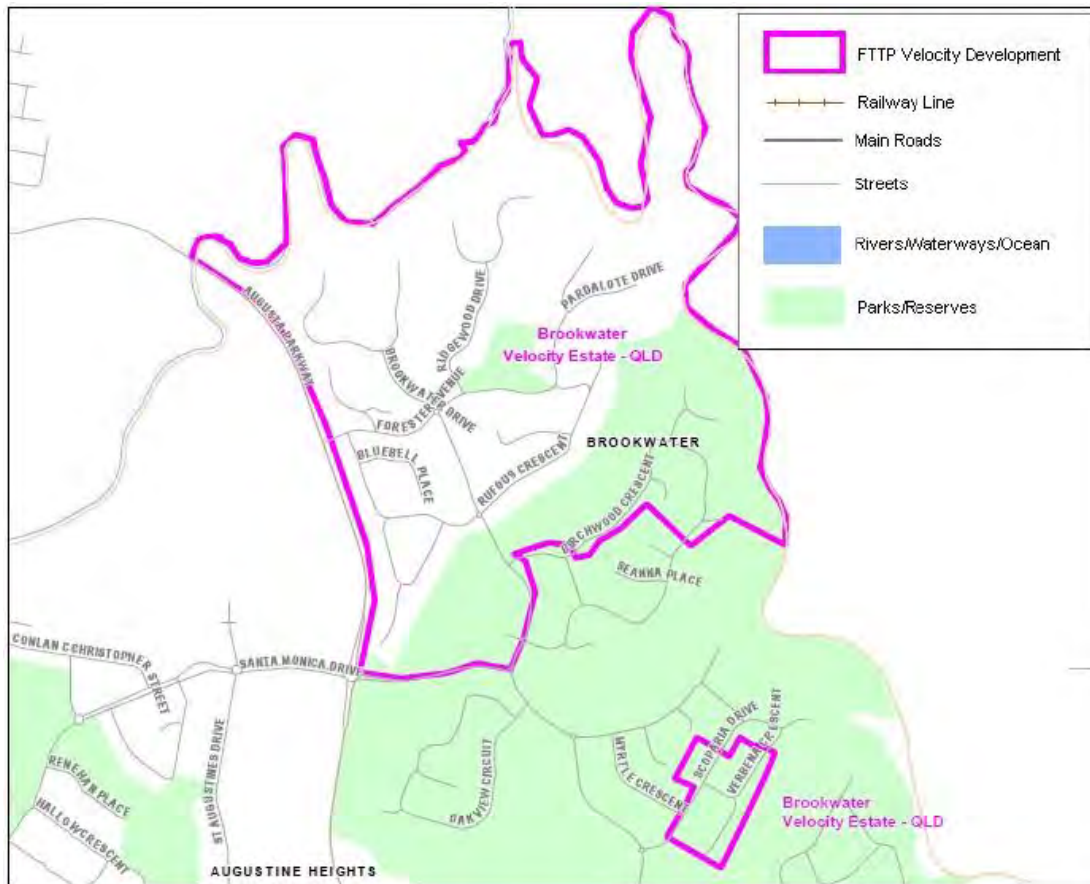 FTTP Velocity Development
Railway Line
Main Roads
Streets
Rivers/Waterways/Ocean
Parks/Reserves
AUGUSTA PARKWAY
RIDGEWOOD DRIVE
PARDALOTE DRIVE
Brookwater
Velocity Estate - QLD
BROOKWATER DRIVE
FORESTER AVENUE
BLUEBELL PLACE
RUFOUS CRESCENT
BROOKWATER
BIRCHWOOD CRESCENT
SEANNA PLACE
CONLAN C CHRISTOPHER STREET
SANTA MONICA DRIVE
ST AUGUSTINES DRIVE
RENEHAN PLACE
HALLOW CRESCENT
OAKVIEW CIRCUIT
MYRTLE CRESCENT
SCOPARIA DRIVE
VERBENA CRESCENT
Brookwater
Velocity Estate - QLD
AUGUSTINE HEIGHTS